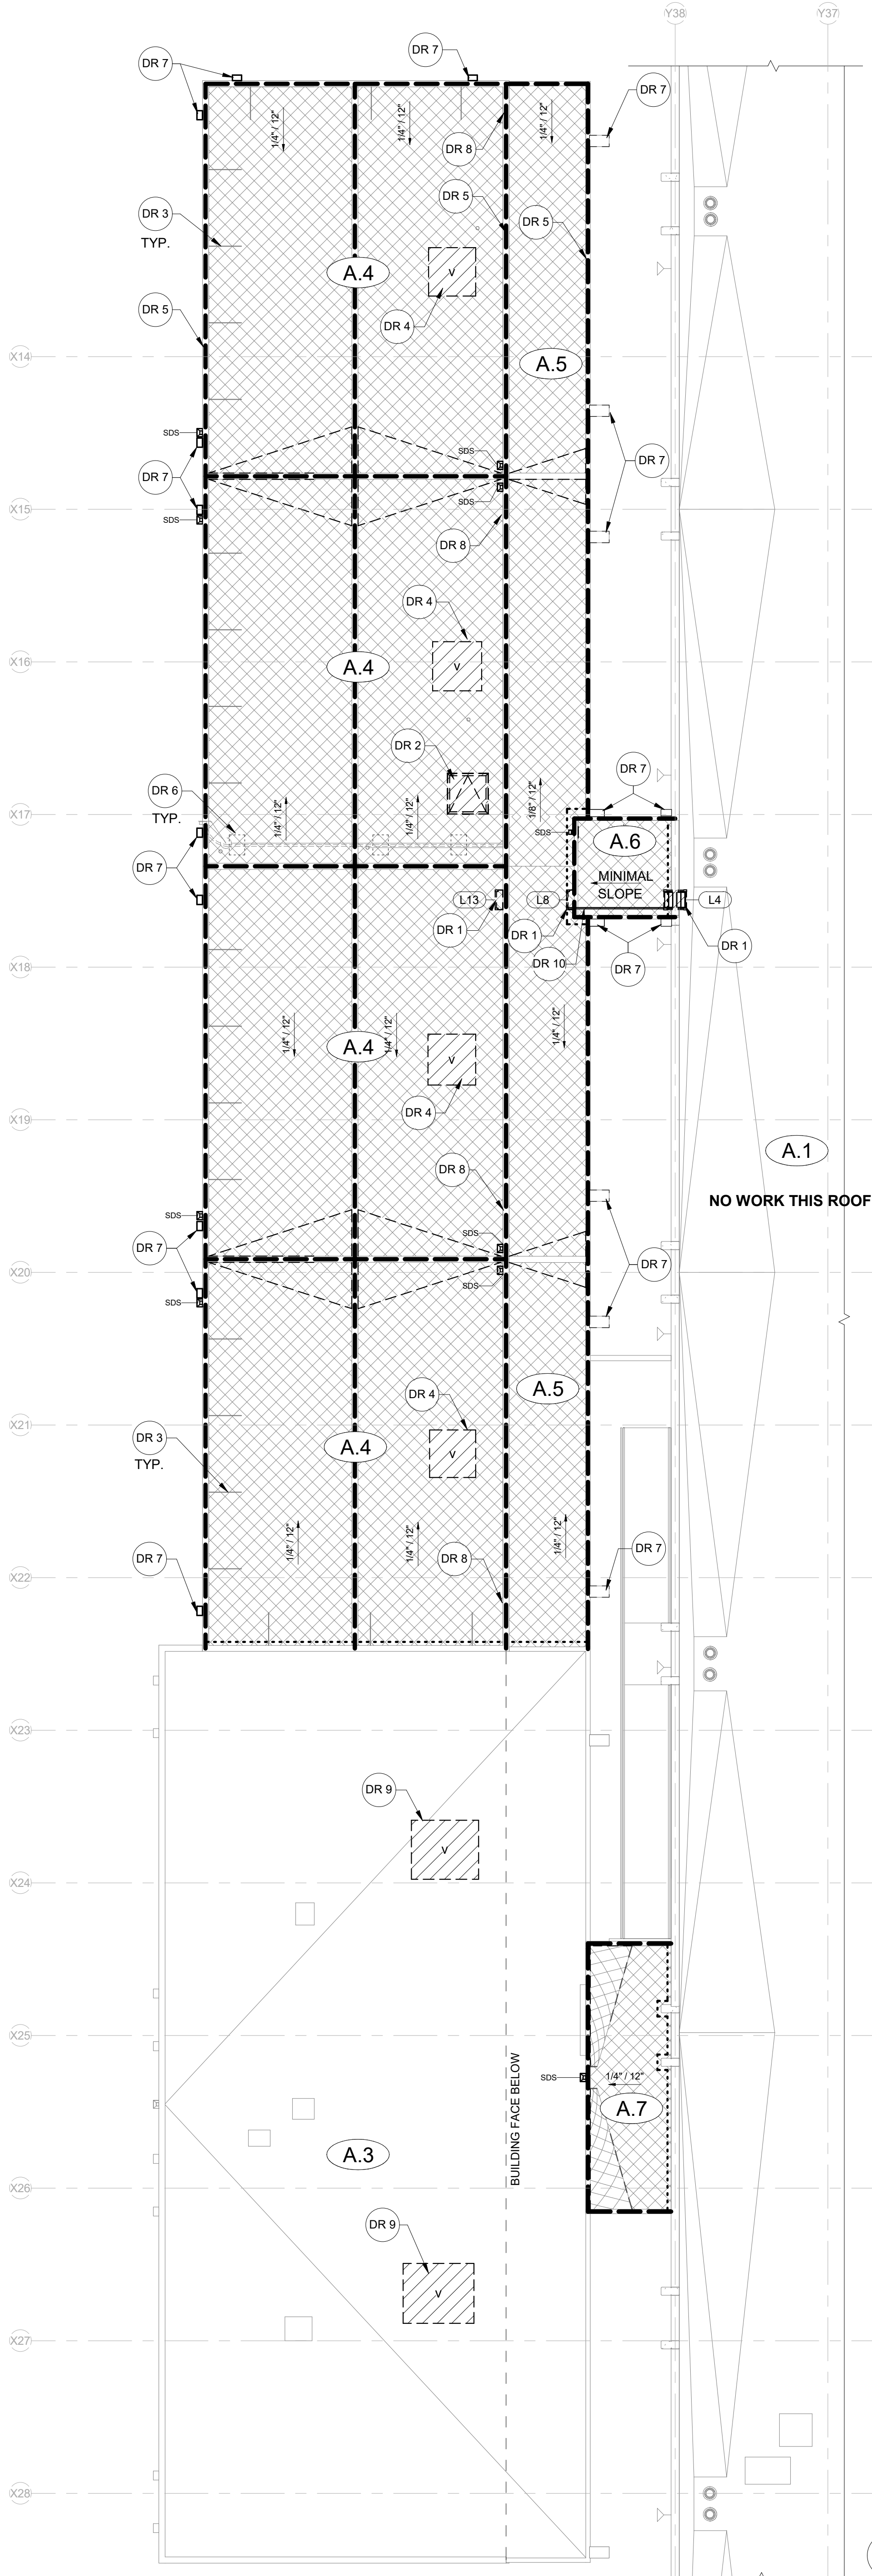 Y38
Y37
DR 7
DR 7
DR 7
1/4" / 12"
1/4" / 12"
1/4" / 12"
DR 8
DR 5
DR 3
TYP.
DR 5
A.4
V
DR 5
DR 4
X14
A.5
SDS
SDS
DR 7
DR 7
SDS
X15
SDS
DR 8
DR 4
X16
A.4
V
DR 2
DR 7
DR 6
TYP.
1/4" / 12"
1/4" / 12"
1/8" / 12"
X17
SDS
A.6
DR 7
MINIMAL
SLOPE
L13
L8
L4
DR 1
DR 1
DR 1
DR 10
DR 7
X18
1/4" / 12"
1/4" / 12"
1/4" / 12"
A.4
V
DR 4
X19
A.1
DR 8
NO WORK THIS ROOF
SDS
SDS
DR 7
DR 7
X20
SDS
SDS
A.5
DR 4
X21
DR 3
TYP.
A.4
V
1/4" / 12"
1/4" / 12"
1/4" / 12"
DR 7
DR 8
DR 7
X22
X23
DR 9
V
X24
X25
BUILDING FACE BELOW
SDS
1/4" / 12"
A.7
A.3
X26
DR 9
V
X27
X28